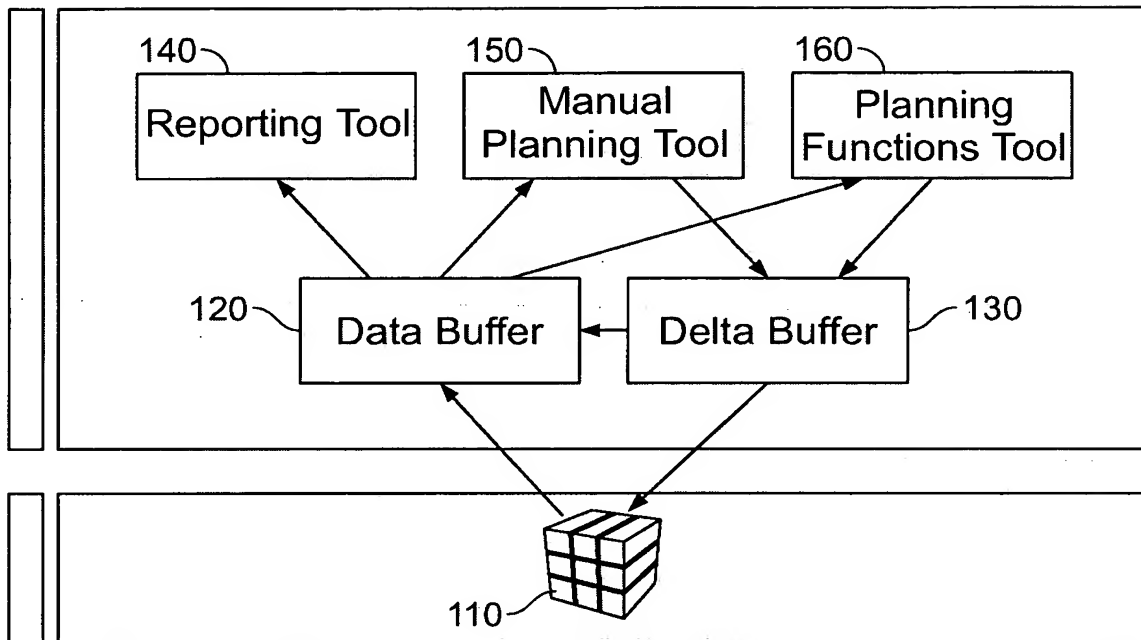 140
150
160
Reporting Tool
Manual
Planning Tool
Planning
Functions Tool
120
Data Buffer
Delta Buffer
130
110